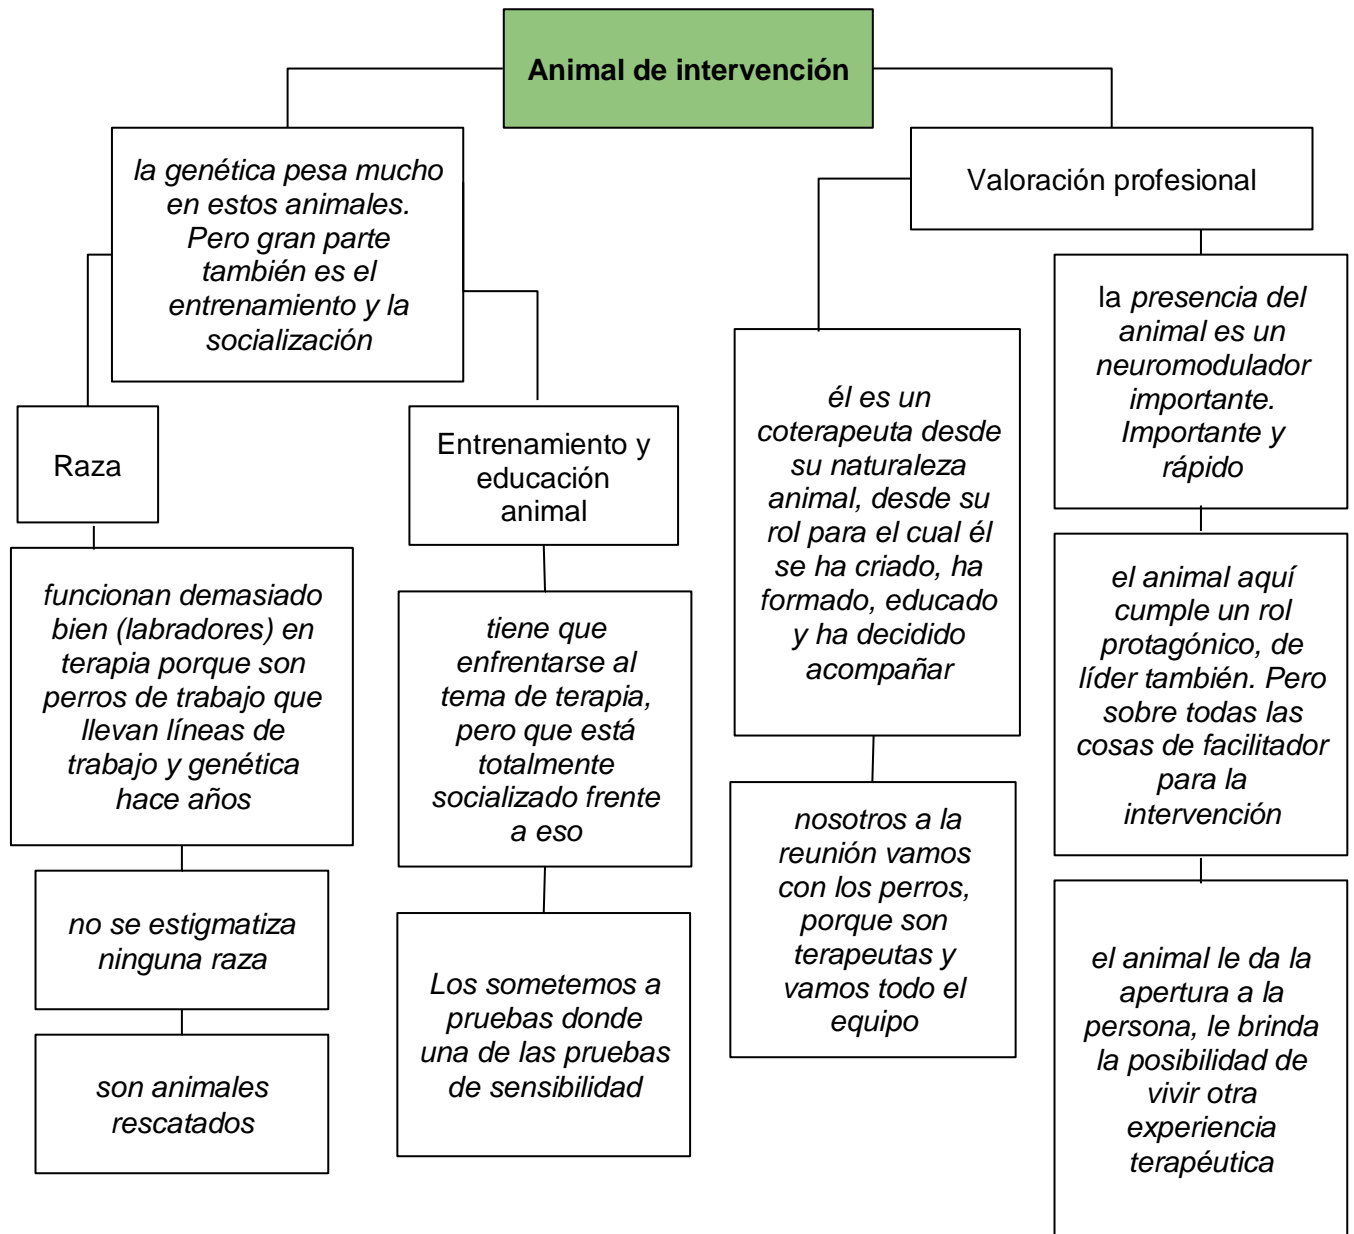 Animal de intervención
la genética pesa mucho
en estos animales.
Pero gran parte
también es el
entrenamiento y la
socialización
Valoración profesional
Raza
Entrenamiento y
educación
animal
funcionan demasiado
bien (labradores) en
terapia porque son
perros de trabajo que
llevan líneas de
trabajo y genética
hace años
no se estigmatiza
ninguna raza
son animales
rescatados
tiene que
enfrentarse al
tema de terapia,
pero que está
totalmente
socializado frente
a eso
Los sometemos a
pruebas donde
una de las pruebas
de sensibilidad
él es un
coterapeuta desde
su naturaleza
animal, desde su
rol para el cual él
se ha criado, ha
formado, educado
y ha decidido
acompañar
nosotros a la
reunión vamos
con los perros,
porque son
terapeutas y
vamos todo el
equipo
la presencia del
animal es un
neuromodulador
importante.
Importante y
rápido
el animal aquí
cumple un rol
protagónico, de
líder también. Pero
sobre todas las
cosas de facilitador
para la
intervención
el animal le da la
apertura a la
persona, le brinda
la posibilidad de
vivir otra
experiencia
terapéutica